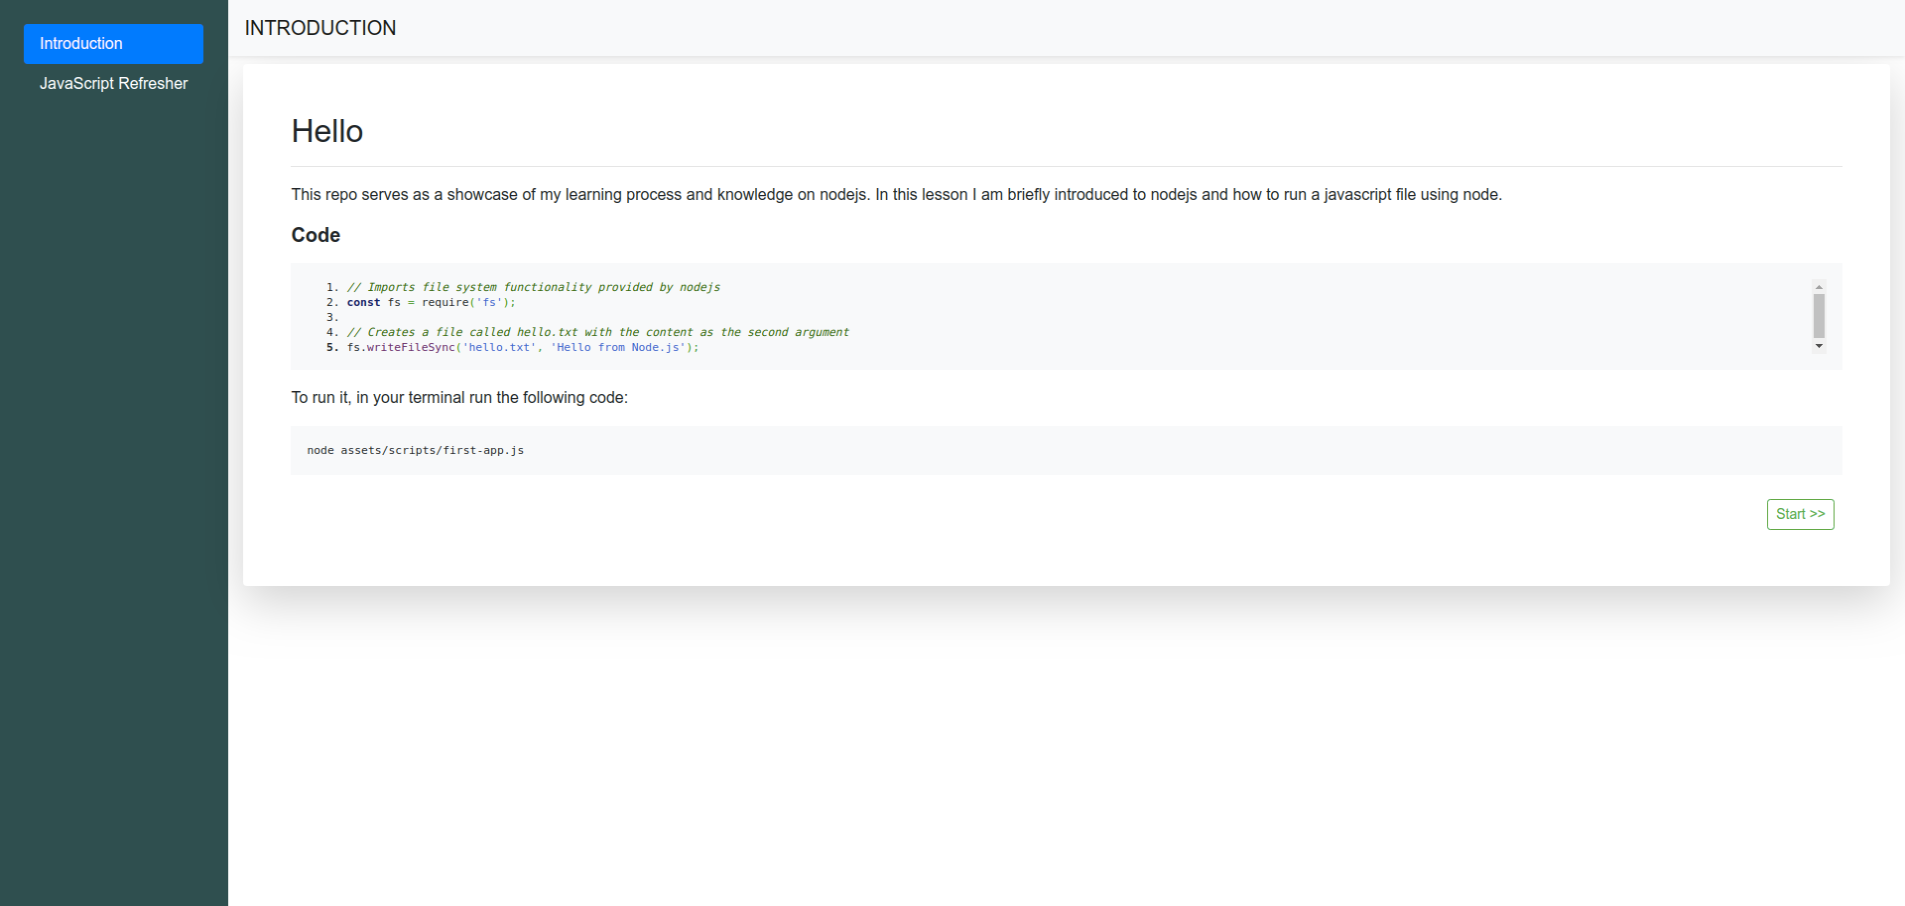 Introduction
JavaScript Refresher
INTRODUCTION
Hello
This repo serves as a showcase of my learning process and knowledge on nodejs. In this lesson I am briefly introduced to nodejs and how to run a javascript file using node.
Code
1. // Imports file system functionality provided by nodejs
2. const fs = require('fs');
3.
4. // Creates a file called hello.txt with the content as the second argument
5. fs.writeFileSync('hello.txt', 'Hello from Node.js');
To run it, in your terminal run the following code:
node assets/scripts/first-app.js
Start >>